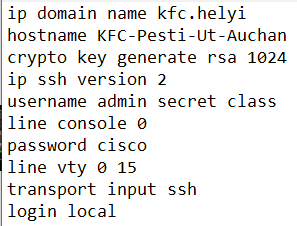 ip domain name kfc.helyi
hostname KFC-Pesti-Ut-Auchan
crypto key generate rsa 1024
ip ssh version 2
username admin secret class
line console 0
password cisco
line vty 0 15
transport input ssh
login local